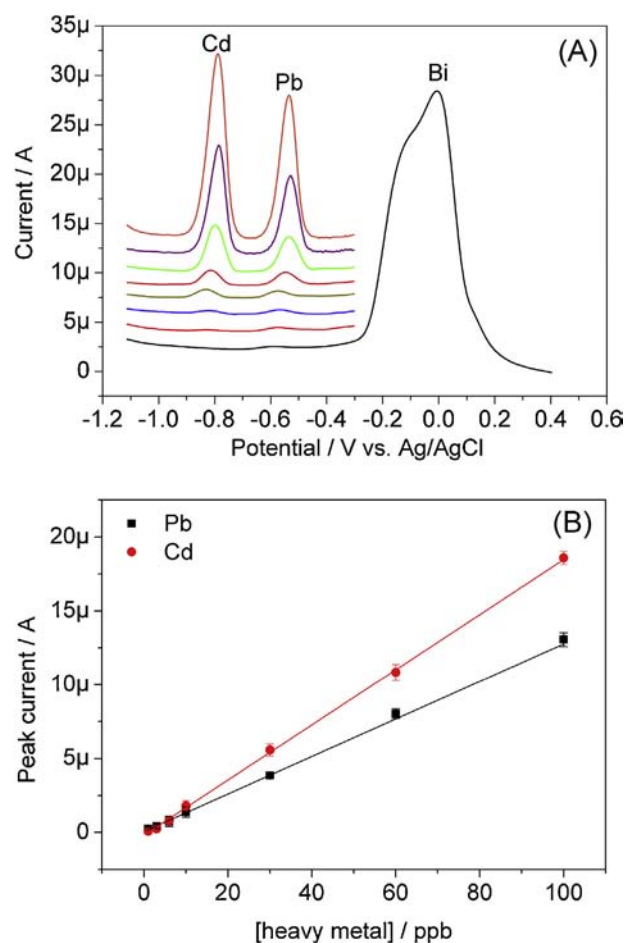 (A)
35µ
30µ
25µ
20µ
15µ
10µ
5µ
0
Current / A
Cd
Pb
Bi
-1.2 -1.0 -0.8 -0.6 -0.4 -0.2 0.0 0.2 0.4 0.6
Potential / V vs. Ag/AgCl
(B)
Pb
Cd
20µ
15µ
10µ
5µ
0
Peak current / A
0 20 40 60 80 100
[heavy metal] / ppb